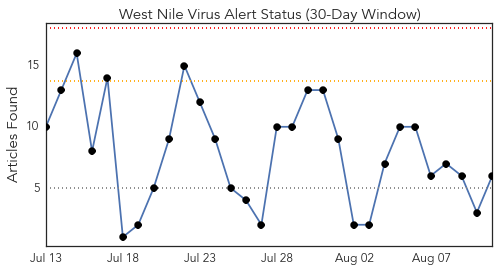 West Nile Virus Alert Status (30-Day Window)
Articles Found
15
10
5
Jul 13
Jul 18
Jul 23
Jul 28
Aug 02
Aug 07